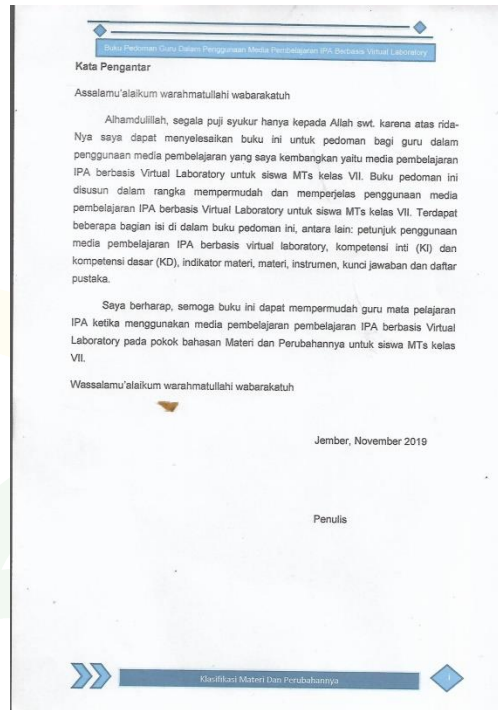 Buku Pedoman Guru Dalam Penggunaan Media Pembelajaran IPA Berbasis Virtual Laboratory
Kata Pengantar
Assalamu'alaikum warahmatullahi wabarakatuh
Alhamdulillah, segala puji syukur hanya kepada Allah swt. karena atas rida-
Nya saya dapat menyelesaikan buku ini untuk pedoman bagi guru dalam
penggunaan media pembelajaran yang saya kembangkan yaitu media pembelajaran
IPA berbasis Virtual Laboratory untuk siswa MTs kelas VII. Buku pedoman ini
disusun dalam rangka mempermudah dan memperjelas penggunaan media
pembelajaran IPA berbasis Virtual Laboratory untuk siswa MTs kelas VII. Terdapat
beberapa bagian isi di dalam buku pedoman ini, antara lain: petunjuk penggunaan
media pembelajaran IPA berbasis virtual laboratory, kompetensi inti (KI) dan
kompetensi dasar (KD), indikator materi, materi, instrumen, kunci jawaban dan daftar
pustaka.
Saya berharap, semoga buku ini dapat mempermudah guru mata pelajaran
IPA ketika menggunakan media pembelajaran pembelajaran IPA berbasis Virtual
Laboratory pada pokok bahasan Materi dan Perubahannya untuk siswa MTs kelas
VII.
Wassalamu'alaikum warahmatullahi wabarakatuh
Jember, November 2019
Penulis
Klasifikasi Materi Dan Perubahannya
i